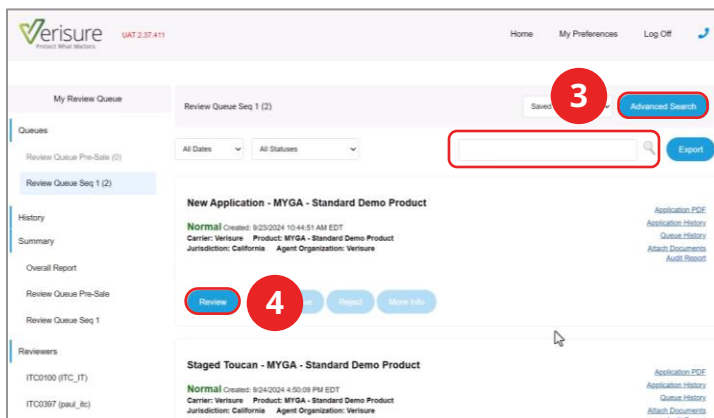 Verisure
Protect What Matters
UAT 2.37.411
Home My Preferences Log Off
My Review Queue
Review Queue Seq 1 (2)
3
Advanced Search
Queues
Review Queue Pre-Sale (0)
Review Queue Seq 1 (2)
All Dates All Statuses
Export
History
Summary
Overall Report
Review Queue Pre-Sale
Review Queue Seq 1
Reviewers
ITC0100 (ITC_IT)
ITC0397 (paul_itc)
New Application - MYGA - Standard Demo Product
Normal Created: 9/23/2024 10:44:51 AM EDT
Carrier: Verisure Product: MYGA - Standard Demo Product
Jurisdiction: California Agent Organization: Verisure
Application PDF
Application History
Queue History
Attach Documents
Audit Report
Review
4
Reject More Info
Staged Toucan - MYGA - Standard Demo Product
Normal Created: 9/24/2024 4:50:09 PM EDT
Carrier: Verisure Product: MYGA - Standard Demo Product
Jurisdiction: California Agent Organization: Verisure
Application PDF
Application History
Queue History
Attach Documents